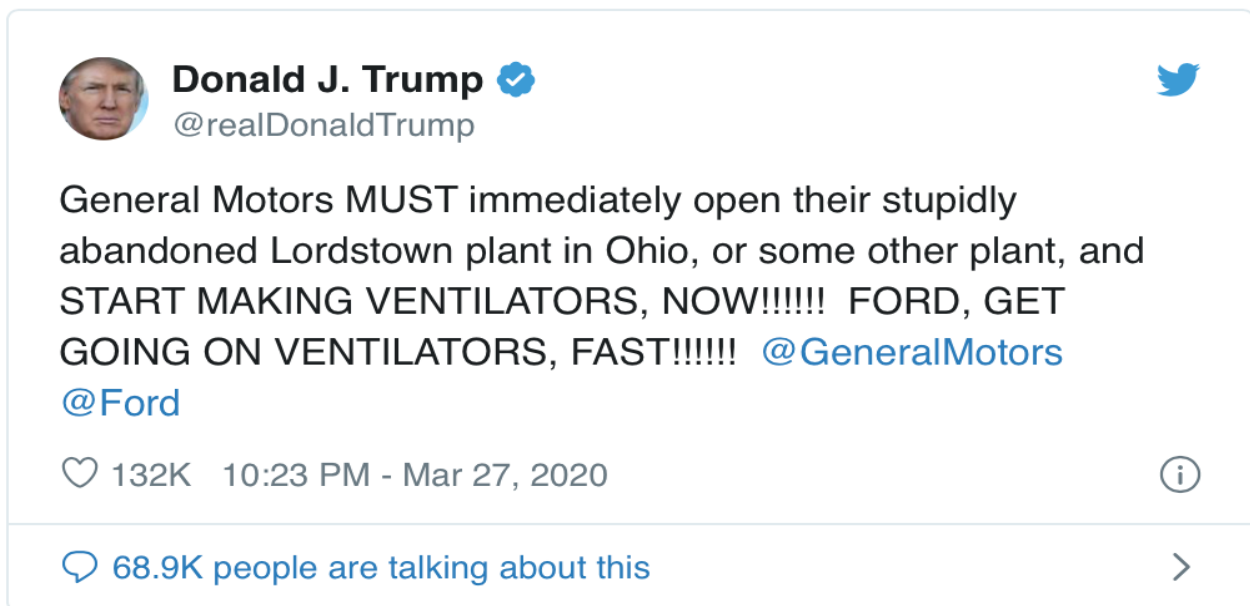 Donald J. Trump
@realDonaldTrump
General Motors MUST immediately open their stupidly
abandoned Lordstown plant in Ohio, or some other plant, and
START MAKING VENTILATORS, NOW!!!!!! FORD, GET
GOING ON VENTILATORS, FAST!!!!!! @GeneralMotors
@Ford
132K 10:23 PM - Mar 27, 2020
68.9K people are talking about this